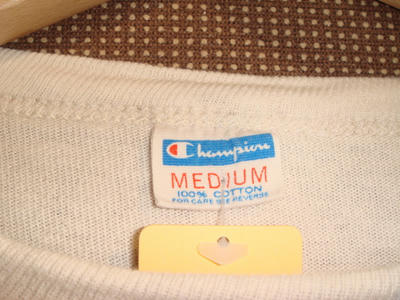 Champion
MEDIUM
100% COTTON
FOR CARE SEE REVERSE